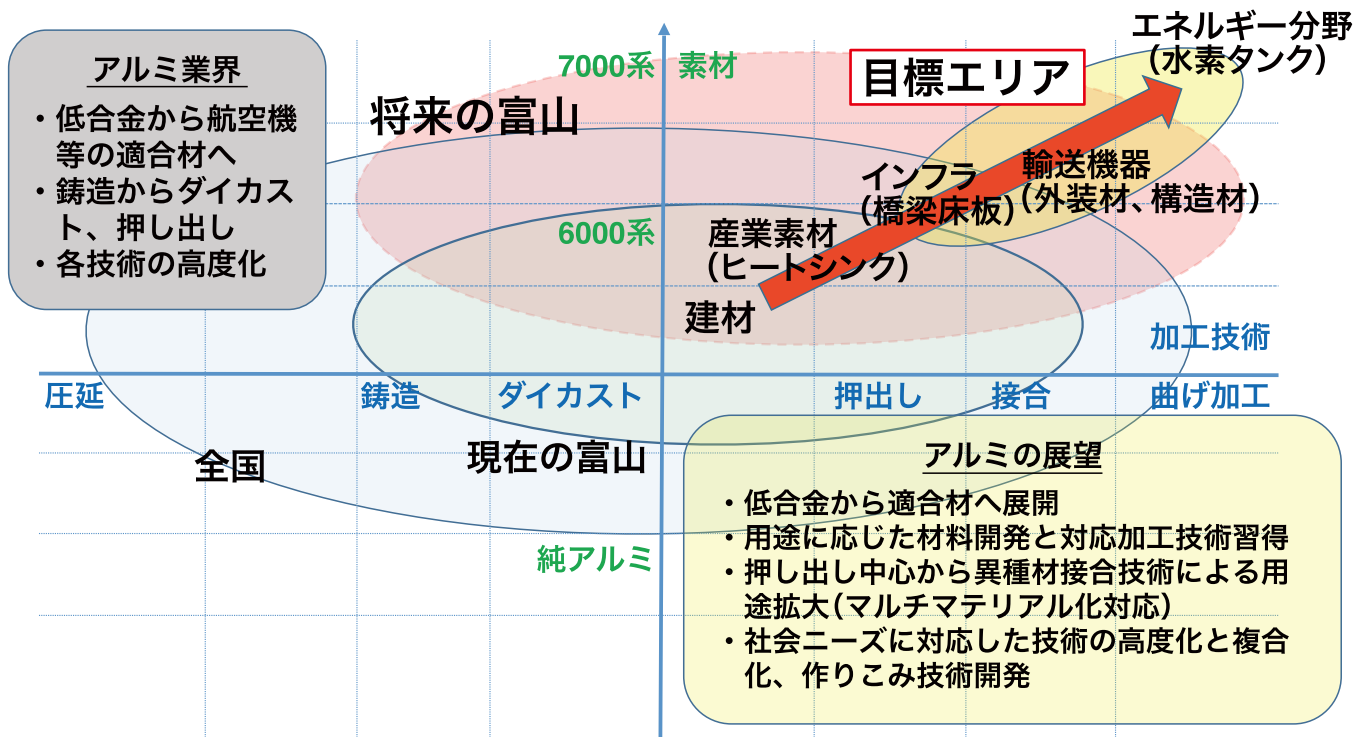 アルミ業界
・低合金から航空機
等の適合材へ
・鋳造からダイカス
ト、押し出し
・各技術の高度化
7000系 素材
将来の富山
目標エリア
エネルギー分野
(水素タンク)
輸送機器
(外装材、構造材)
インフラ
(橋梁床板)
6000系
産業素材
(ヒートシンク)
建材
加工技術
圧延
鋳造
ダイカスト
押出し
接合
曲げ加工
全国
現在の富山
純アルミ
アルミの展望
・低合金から適合材へ展開
・用途に応じた材料開発と対応加工技術習得
・押し出し中心から異種材接合技術による用
途拡大(マルチマテリアル化対応)
・社会ニーズに対応した技術の高度化と複合
化、作りこみ技術開発